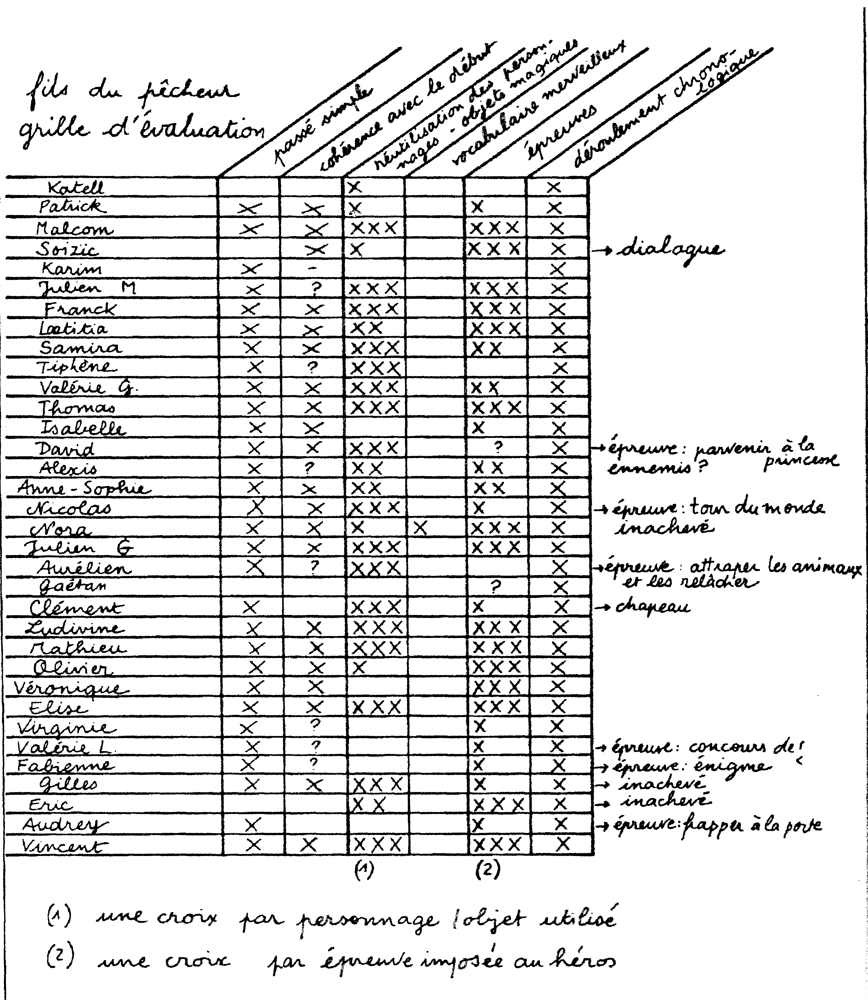 fils du pêcheur
grille d'évaluation
passé simple
cohérence avec le début
réutilisation des person-
nages - objets magiques
vocabulaire merveilleux
épreuves
déroulement chrono-
logique
Katell X X
Patrick X X X X X
Malcom X X XXX XXX X
Soizic X X XXX X → dialogue
Karim X - X
Julien M X ? XXX XXX X
Franck X X XXX XXX X
Laetitia X X XX XXX X
Samira X X XXX XX X
Tiphène X ? XXX X
Valérie G. X X XXX XX X
Thomas X X XXX XXX X
Isabelle X X X X
David X X XXX ? X → épreuve : parvenir à la
princesse
Alexis X ? XX XX X ennemis ?
Anne-Sophie X X XX XX X
Nicolas X X XXX X X → épreuve : tour du monde
Nora X X X X XXX X inachevé
Julien G X X XXX XXX X
Aurélien X ? XXX X → épreuve : attraper les animaux
Gaëtan ? X et les relâcher
Clément X XXX X X → chapeau
Ludivine X X XXX XXX X
Mathieu X X XXX XXX X
Olivier X X X XXX X
Véronique X X XXX X
Elise X X XXX XXX X
Virginie X ? X X
Valérie L. X ? X X → épreuve : concours de
Fabienne X ? X X → épreuve : énigme
Gilles X X XXX X X → inachevé
Eric XX XXX X → inachevé
Audrey X X X → épreuve : frapper à la porte
Vincent X X XXX XXX X
(1) (2)
(1) une croix par personnage / objet utilisé
(2) une croix par épreuve imposée au héros